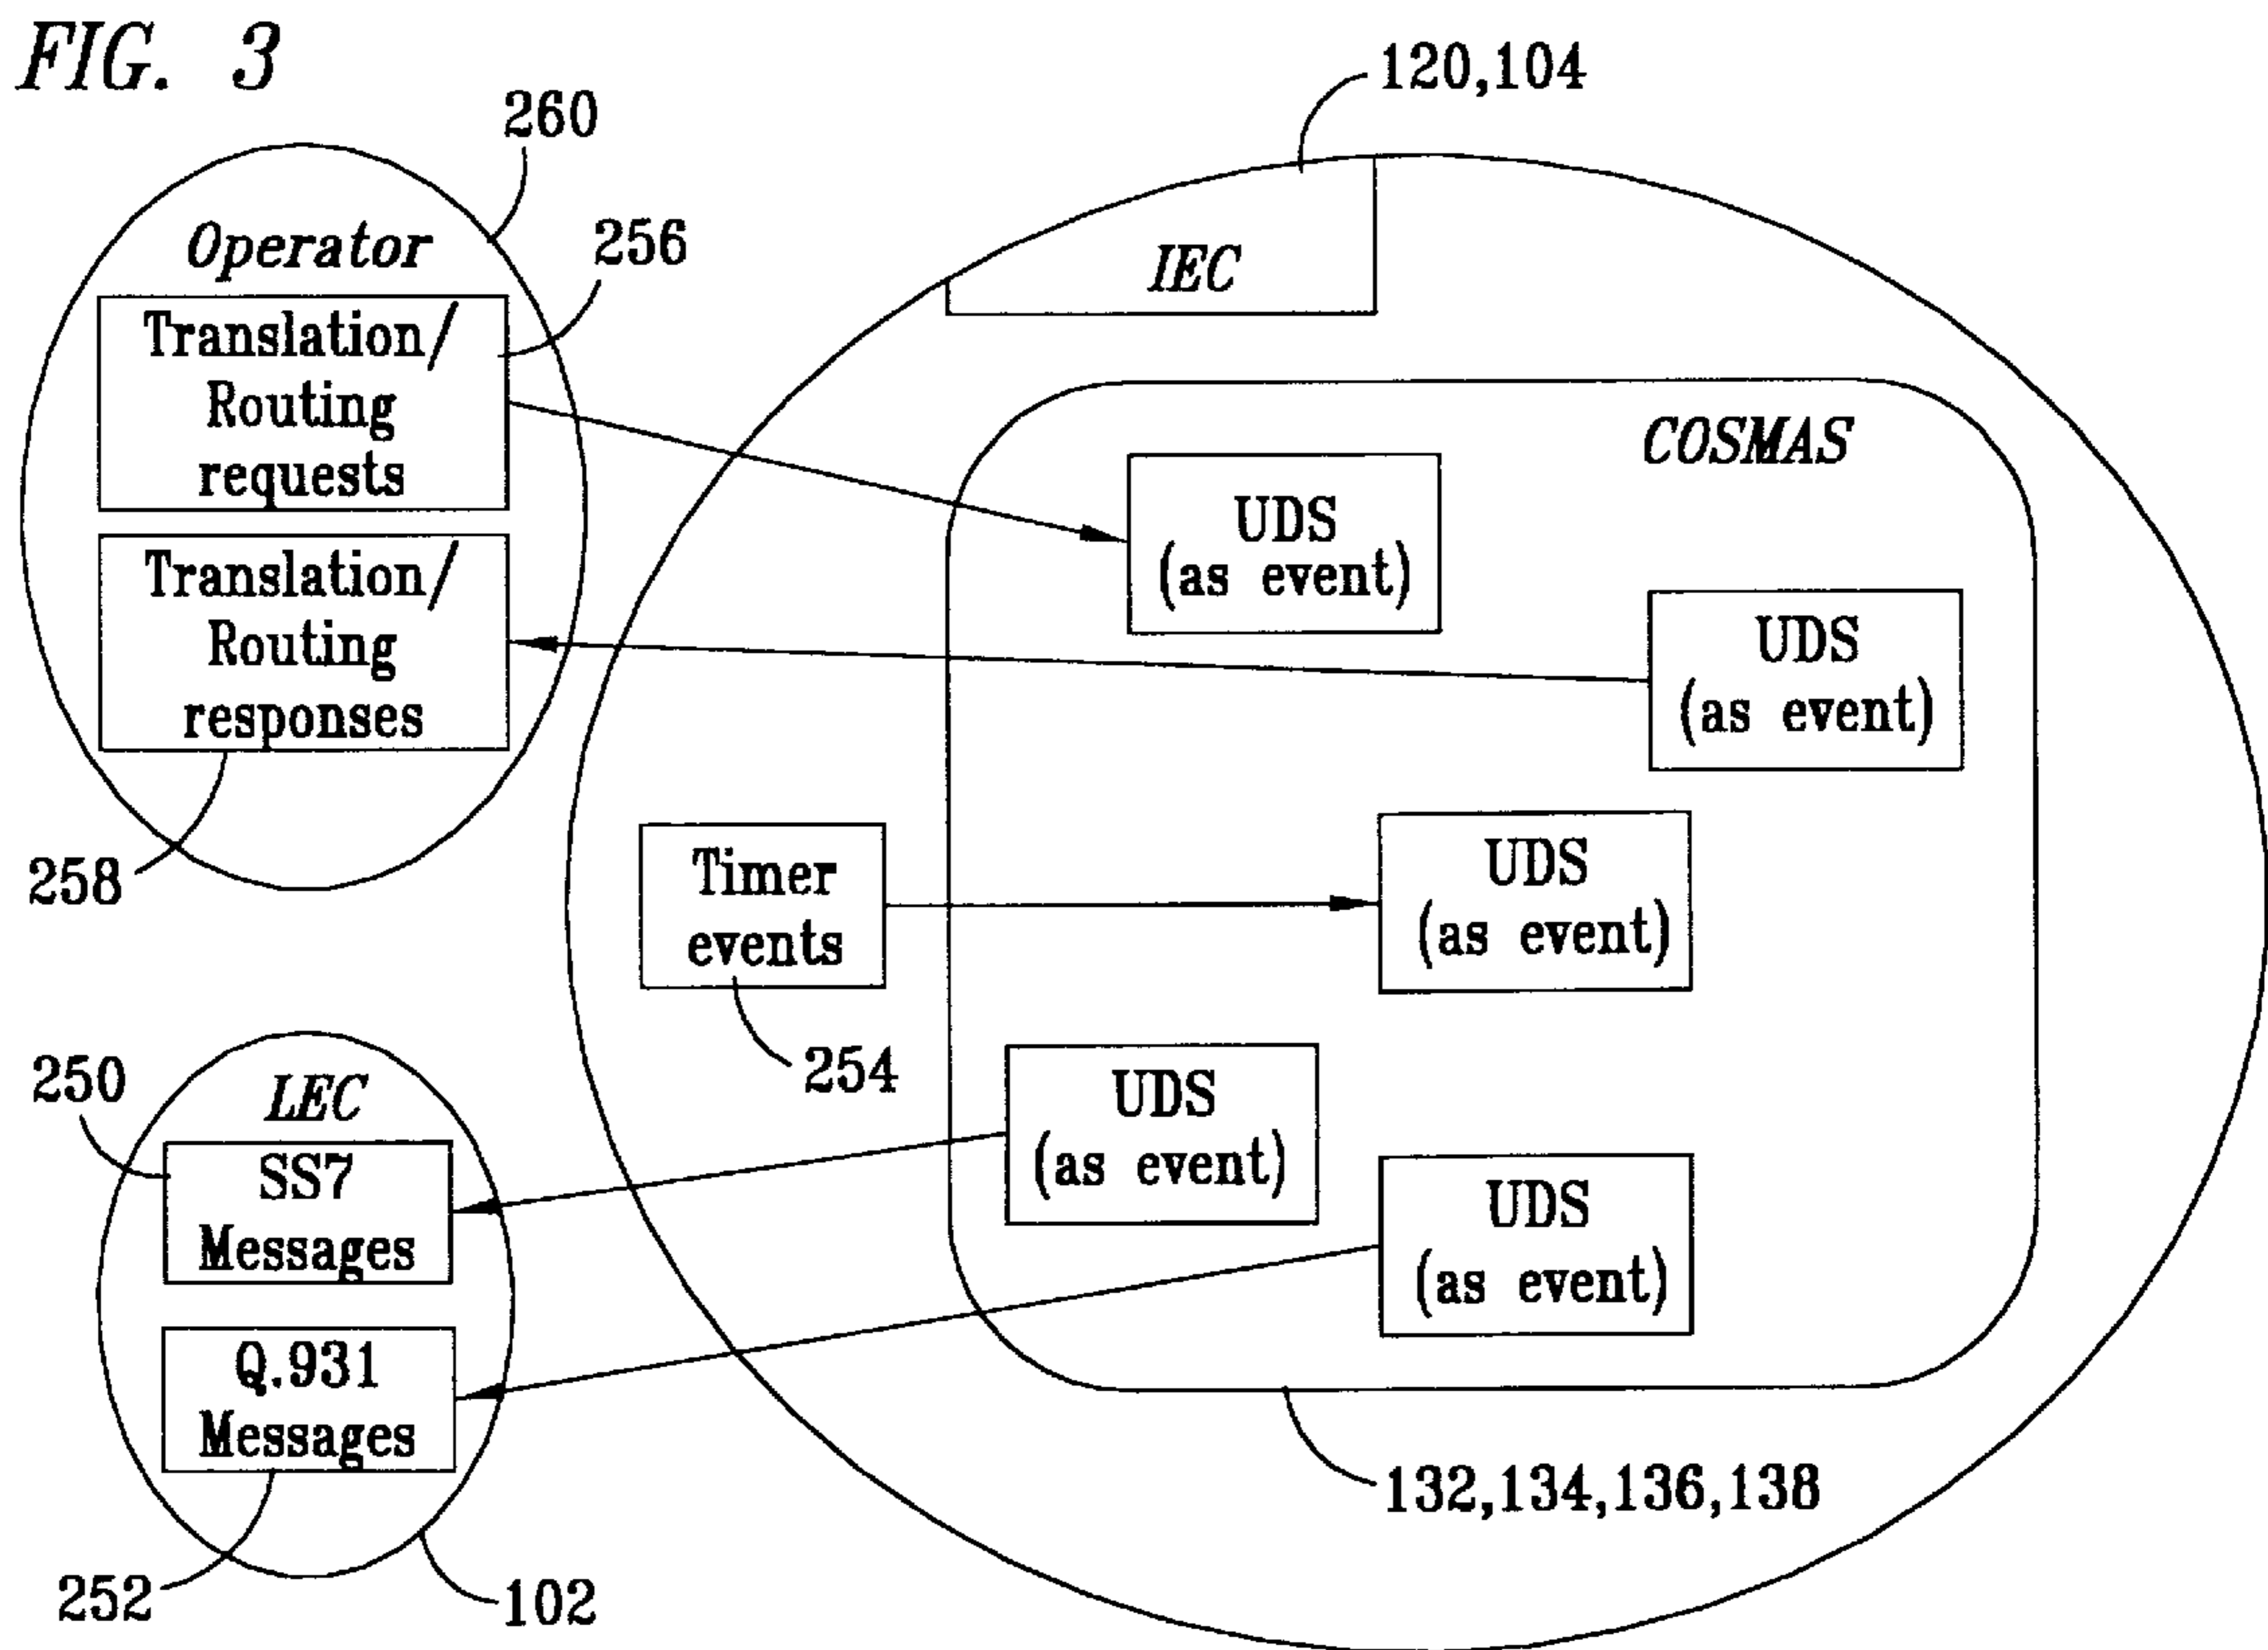 FIG. 3
120,104
260
Operator
256
Translation/
Routing
requests
Translation/
Routing
responses
258
IEC
COSMAS
UDS
(as event)
UDS
(as event)
Timer
events
254
UDS
(as event)
250
LEC
SS7
Messages
Q.931
Messages
252
102
UDS
(as event)
UDS
(as event)
132,134,136,138